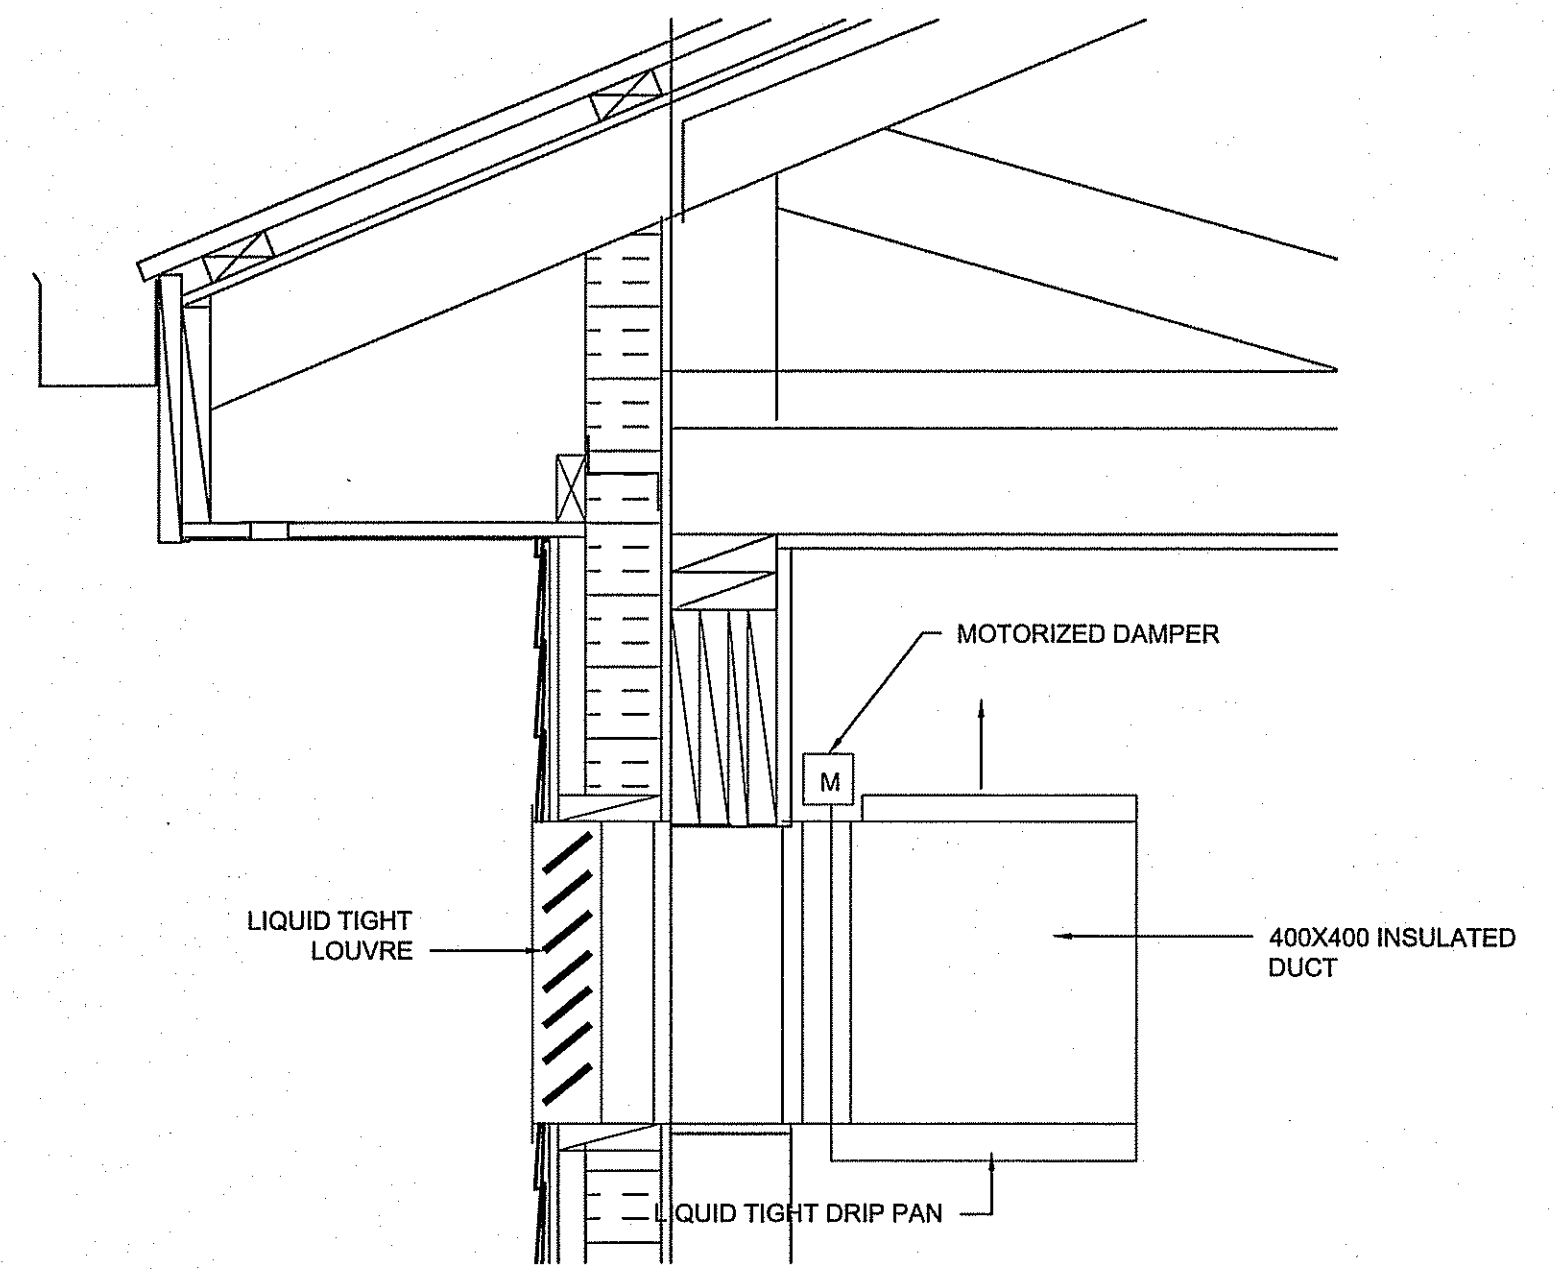 MOTORIZED DAMPER
M
LIQUID TIGHT
LOUVRE
400X400 INSULATED
DUCT
LIQUID TIGHT DRIP PAN